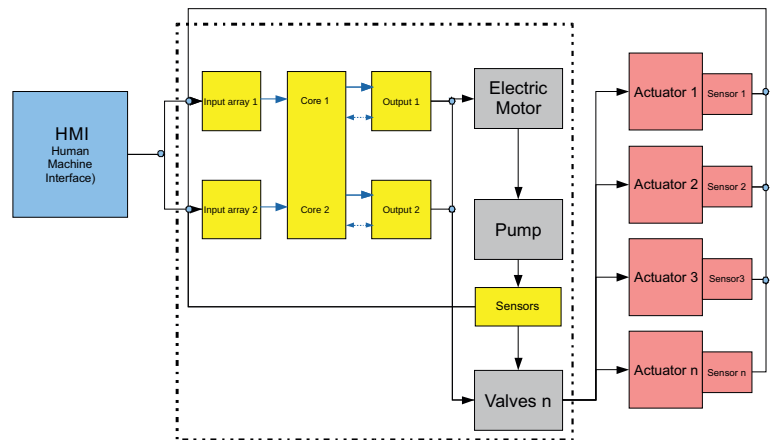 HMI
Human
Machine
Interface)
Input array 1
Core 1
Output 1
Input array 2
Core 2
Output 2
Electric
Motor
Pump
Sensors
Valves n
Actuator 1
Sensor 1
Actuator 2
Sensor 2
Actuator 3
Sensor3
Actuator n
Sensor n